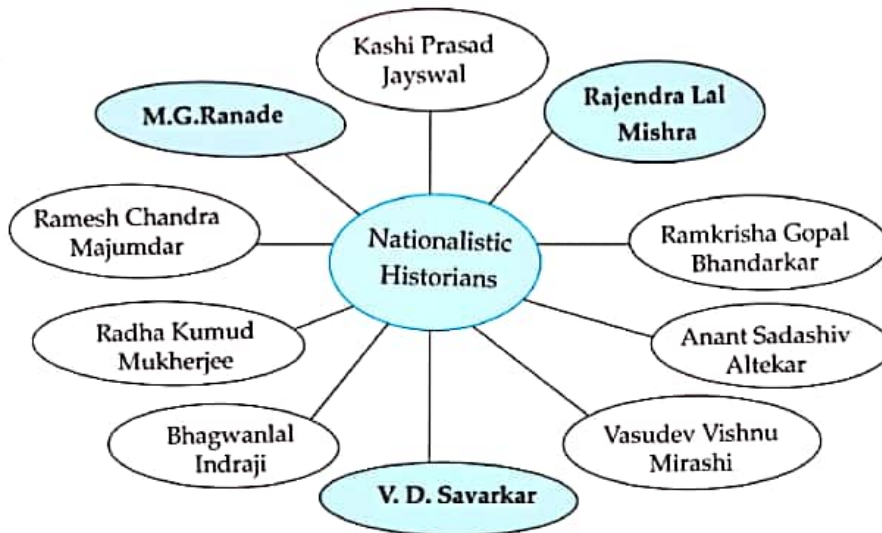 Kashi Prasad
Jayswal
M.G.Ranade
Rajendra Lal
Mishra
Ramesh Chandra
Majumdar
Nationalistic
Historians
Ramkrisha Gopal
Bhandarkar
Radha Kumud
Mukherjee
Anant Sadashiv
Altekar
Bhagwanlal
Indraji
Vasudev Vishnu
Mirashi
V. D. Savarkar